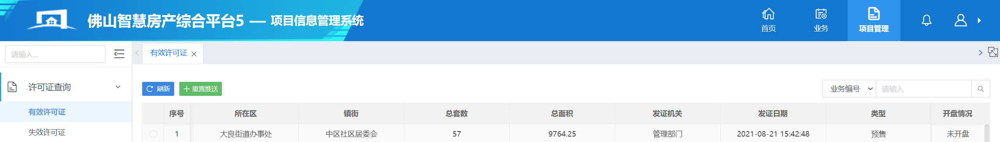 佛山智慧房产综合平台5 — 项目信息管理系统
首页
业务
项目管理
请输入...
有效许可证
许可证查询
刷新
重置推送
业务编号
请输入
有效许可证
失效许可证
序号 所在区 镇街 总套数 总面积 发证机关 发证日期 类型 开盘情况
1 大良街道办事处 中区社区居委会 57 9764.25 管理部门 2021-08-21 15:42:48 预售 未开盘